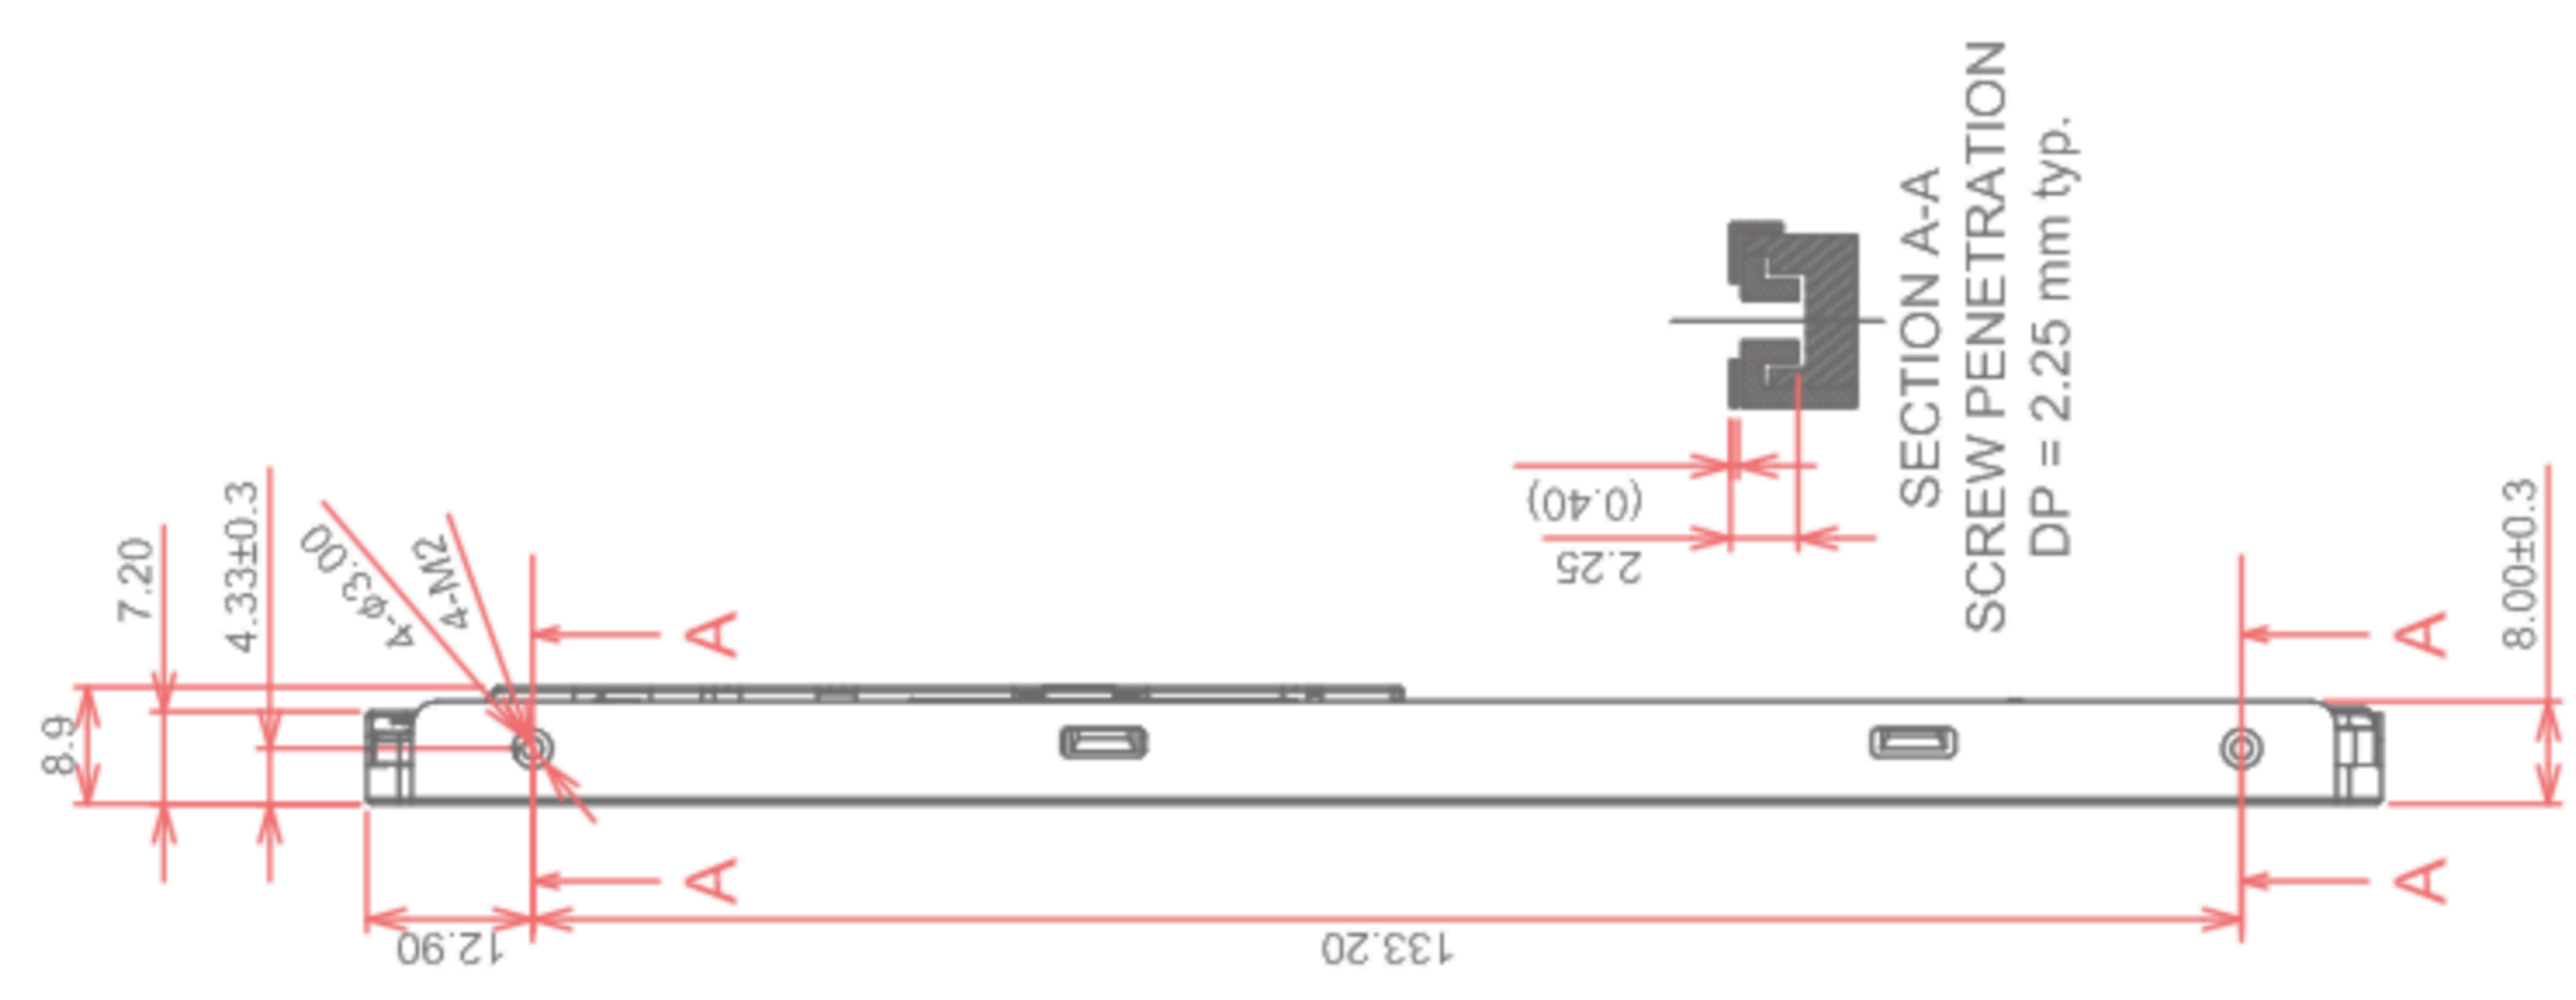 8.9
7.20
4.33±0.3
4-ø3.00
4-M2
A
A
12.90
133.20
(0.40)
2.25
SECTION A-A
SCREW PENETRATION
DP = 2.25 mm typ.
A
A
8.00±0.3